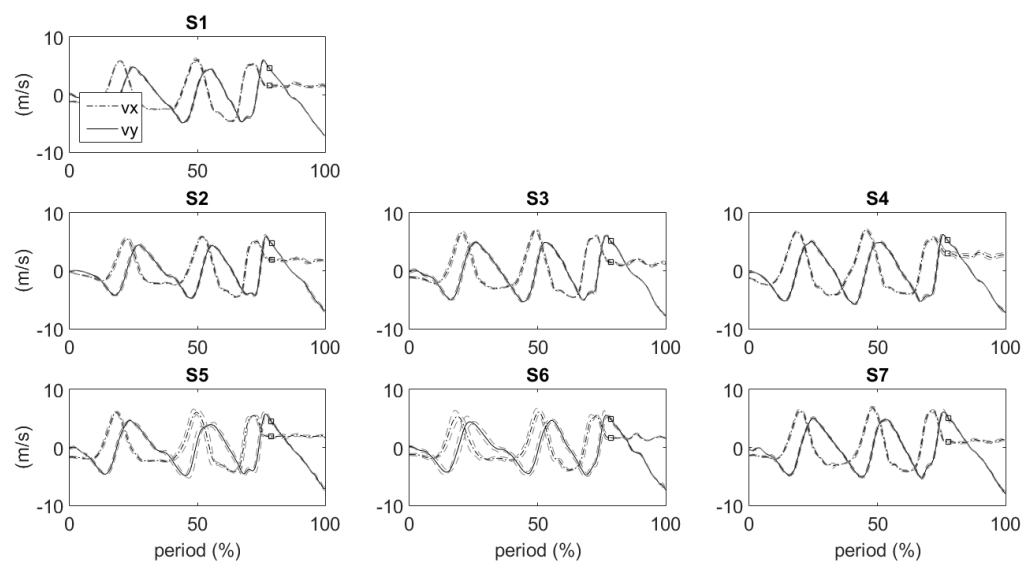 S1
10
0
-10
(m/s)
vx
vy
0 50 100
S2 S3 S4
10 10 10
0 0 0
-10 -10 -10
(m/s)
0 50 100 0 50 100 0 50 100
S5 S6 S7
10 10 10
0 0 0
-10 -10 -10
(m/s)
0 50 100 0 50 100 0 50 100
period (%) period (%) period (%)